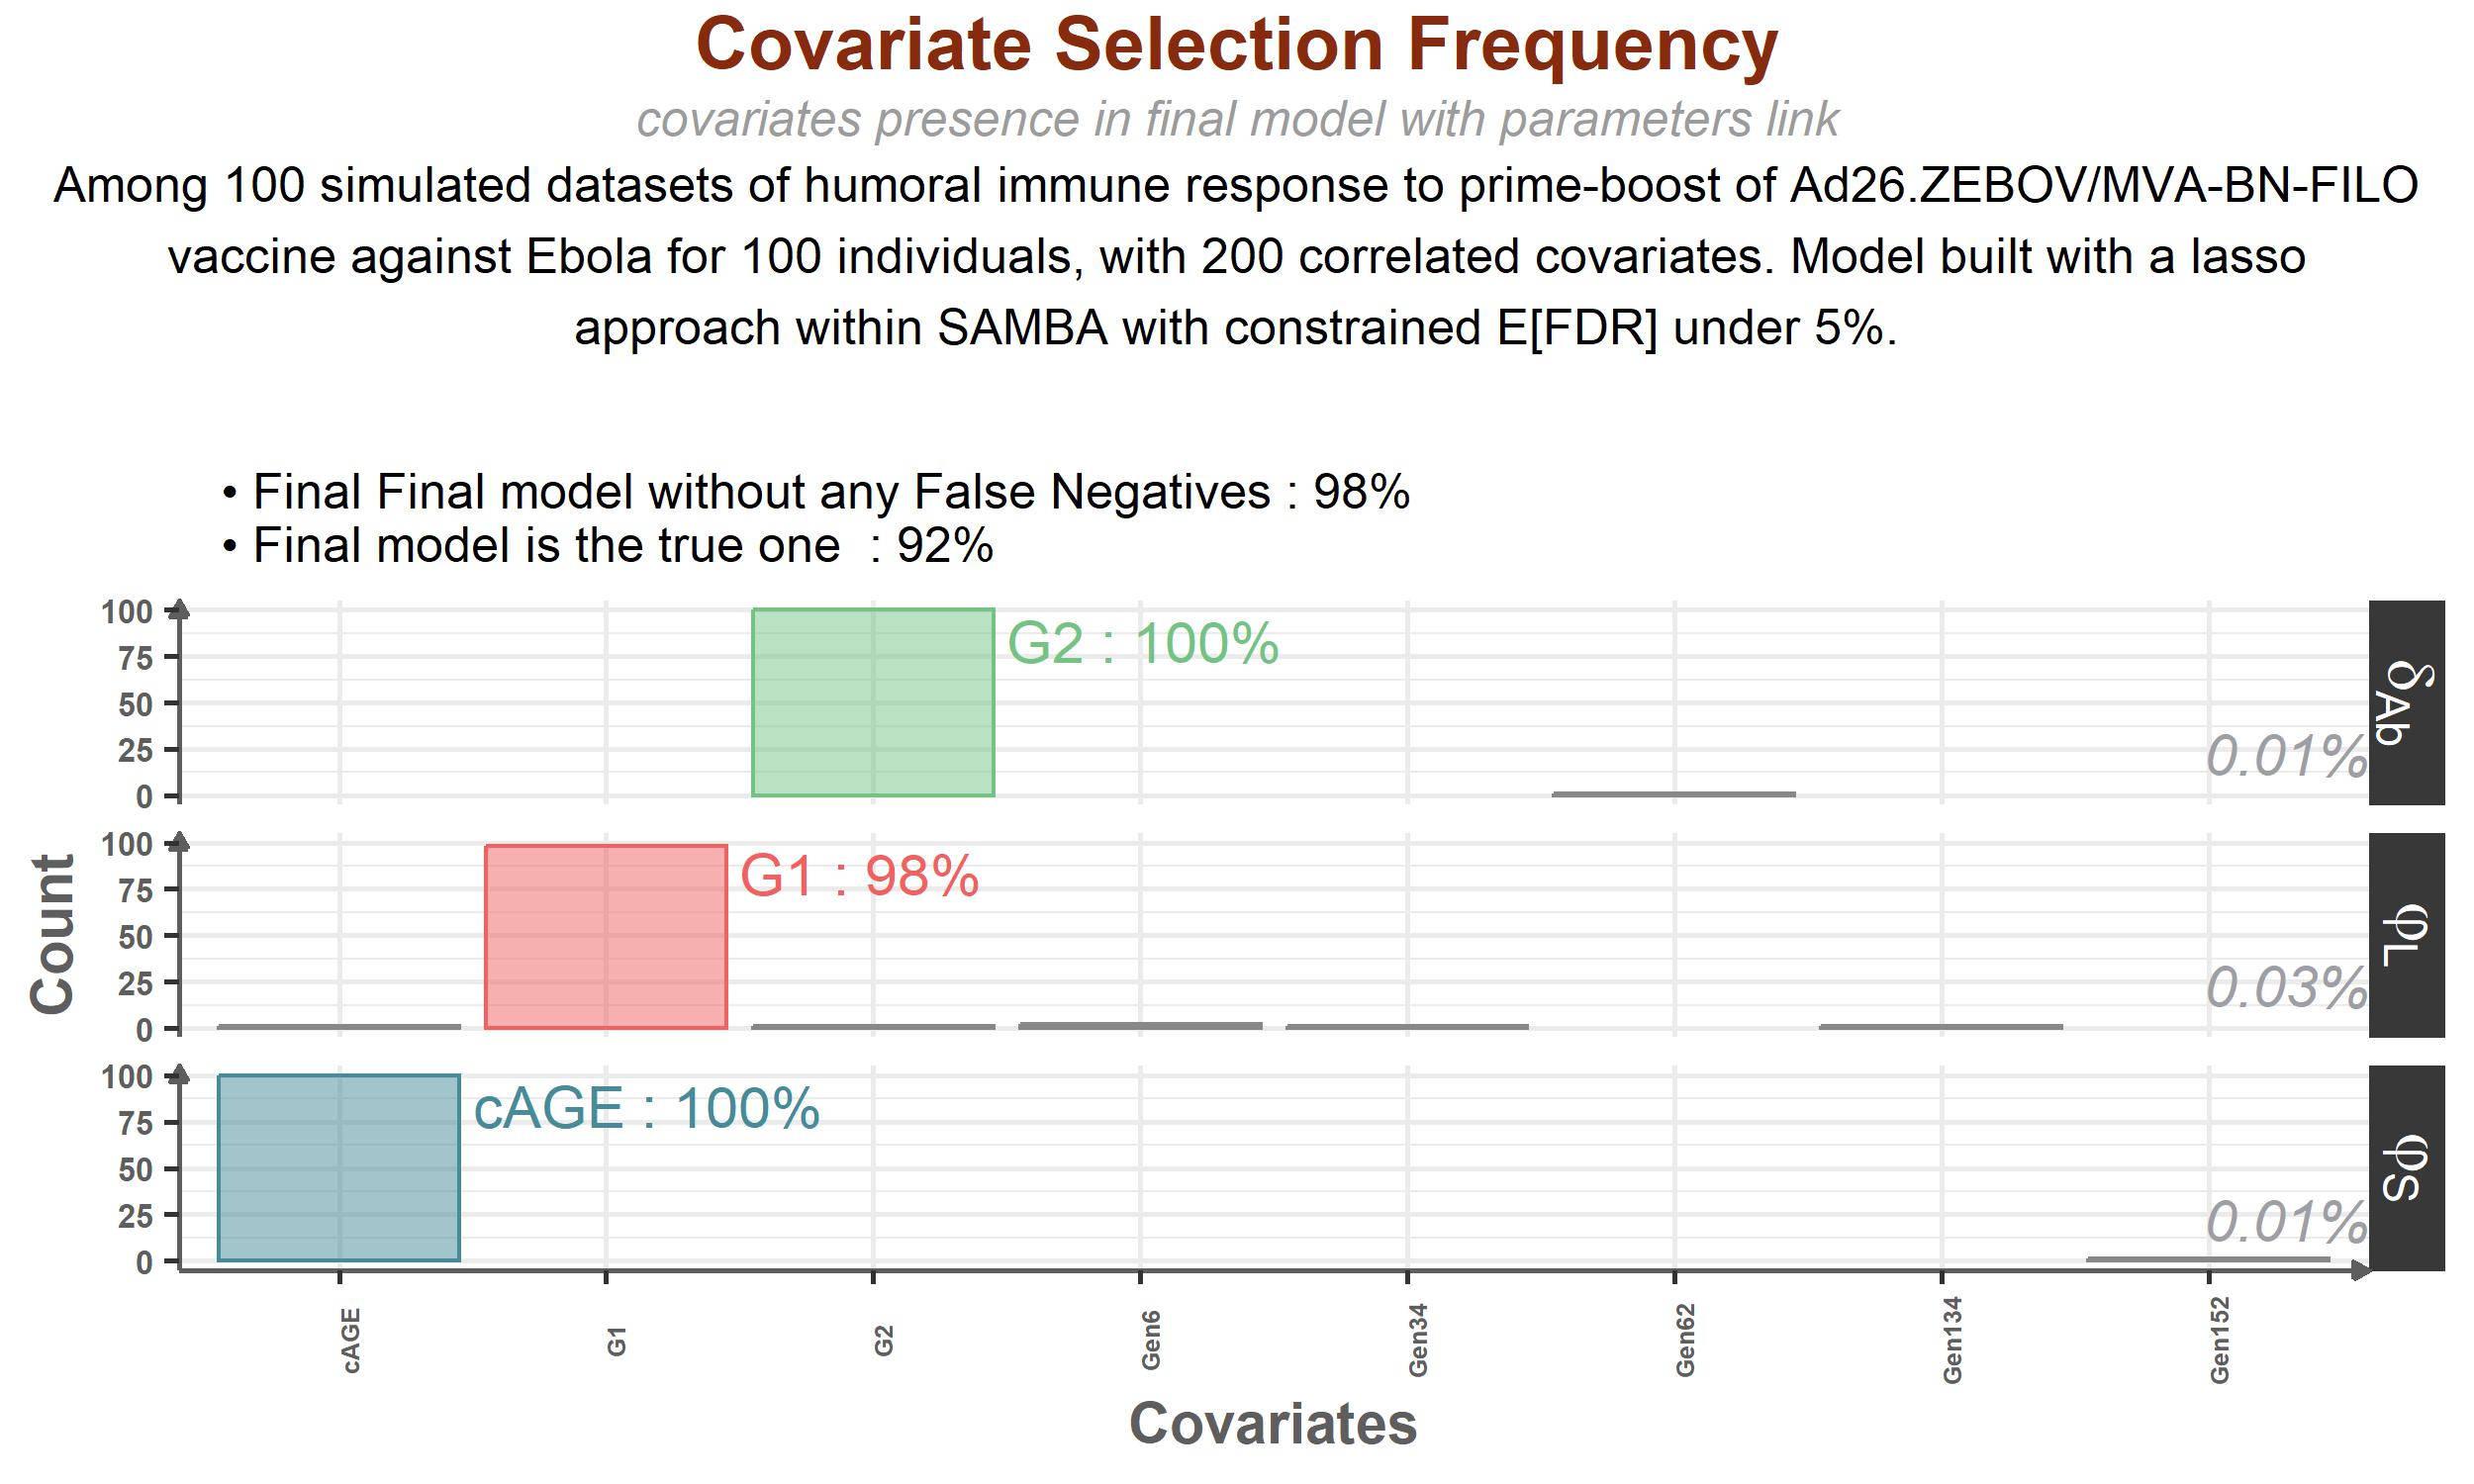 Covariate Selection Frequency
covariates presence in final model with parameters link
Among 100 simulated datasets of humoral immune response to prime-boost of Ad26.ZEBOV/MVA-BN-FILO
vaccine against Ebola for 100 individuals, with 200 correlated covariates. Model built with a lasso
approach within SAMBA with constrained E[FDR] under 5%.
• Final Final model without any False Negatives : 98%
• Final model is the true one  : 92%
100
75
50
25
0
G2 : 100%
0.01%
δAb
Count
100
75
50
25
0
G1 : 98%
0.03%
φL
100
75
50
25
0
cAGE : 100%
0.01%
φS
cAGE
G1
G2
Gen6
Gen34
Gen62
Gen134
Gen152
Covariates